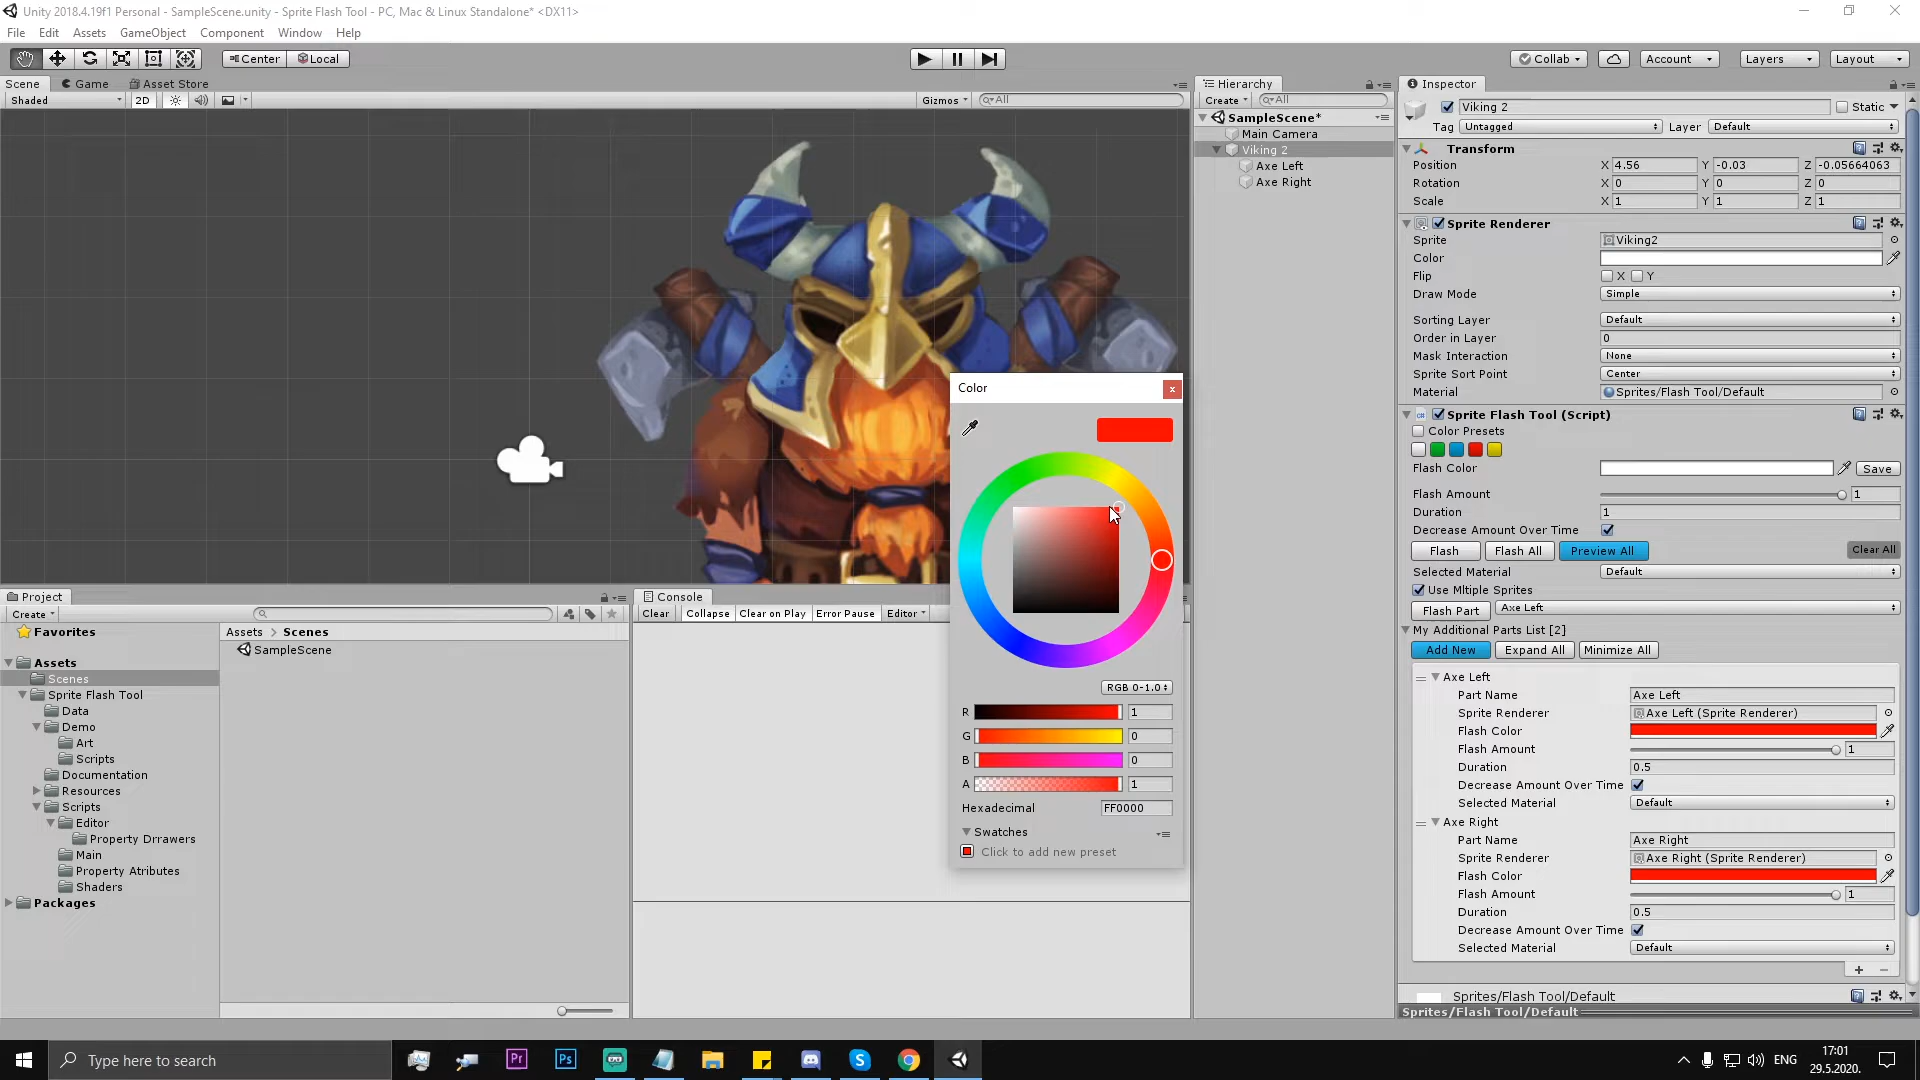 Unity 2018.4.19f1 Personal - SampleScene.unity - Sprite Flash Tool - PC, Mac & Linux Standalone* <DX11>
File Edit Assets GameObject Component Window Help
Center Local Collab Account Layers Layout
Scene Game Asset Store
Shaded 2D Gizmos All
Hierarchy
Create All
SampleScene*
Main Camera
Viking 2
Axe Left
Axe Right
Inspector
Viking 2 Static
Tag Untagged Layer Default
Transform
Position X 4.56 Y -0.03 Z -0.05664063
Rotation X 0 Y 0 Z 0
Scale X 1 Y 1 Z 1
Sprite Renderer
Sprite Viking2
Color
Flip X Y
Draw Mode Simple
Sorting Layer Default
Order in Layer 0
Mask Interaction None
Sprite Sort Point Center
Material Sprites/Flash Tool/Default
Sprite Flash Tool (Script)
Color Presets
Flash Color Save
Flash Amount 1
Duration 1
Decrease Amount Over Time
Flash Flash All Preview All Clear All
Selected Material Default
Use Mltiple Sprites
Flash Part Axe Left
My Additional Parts List [2]
Add New Expand All Minimize All
Axe Left
Part Name Axe Left
Sprite Renderer Axe Left (Sprite Renderer)
Flash Color
Flash Amount 1
Duration 0.5
Decrease Amount Over Time
Selected Material Default
Axe Right
Part Name Axe Right
Sprite Renderer Axe Right (Sprite Renderer)
Flash Color
Flash Amount 1
Duration 0.5
Decrease Amount Over Time
Selected Material Default
Sprites/Flash Tool/Default
Sprites/Flash Tool/Default
Color
RGB 0-1.0
R 1
G 0
B 0
A 1
Hexadecimal FF0000
Swatches
Click to add new preset
Project
Create
Favorites
Assets
Scenes
Sprite Flash Tool
Data
Demo
Art
Scripts
Documentation
Resources
Scripts
Editor
Property Drrawers
Main
Property Atributes
Shaders
Packages
Assets > Scenes
SampleScene
Console
Clear Collapse Clear on Play Error Pause Editor
Type here to search
Pr Ps
ENG
17:01
29.5.2020.